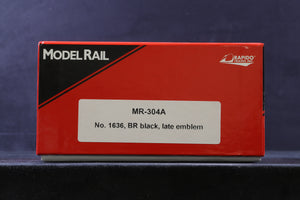 MODEL RAIL
RAPIDO
MR-304A
No. 1636, BR black, late emblem